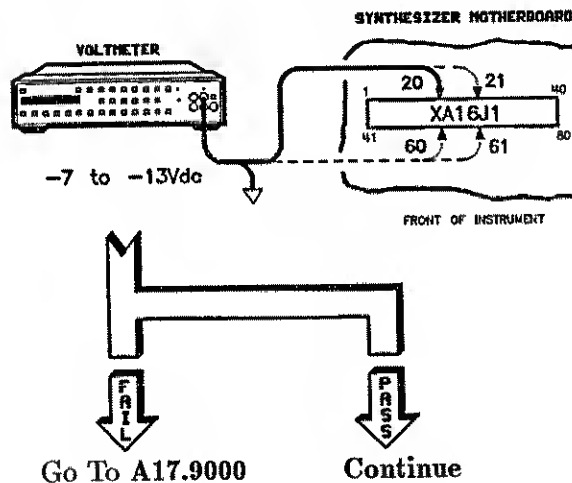 SYNTHESIZER MOTHERBOARD
VOLTMETER
20
21
1
40
XA16J1
41
80
60
61
-7 to -13Vdc
FRONT OF INSTRUMENT
FAIL
PASS
Go To A17.9000
Continue